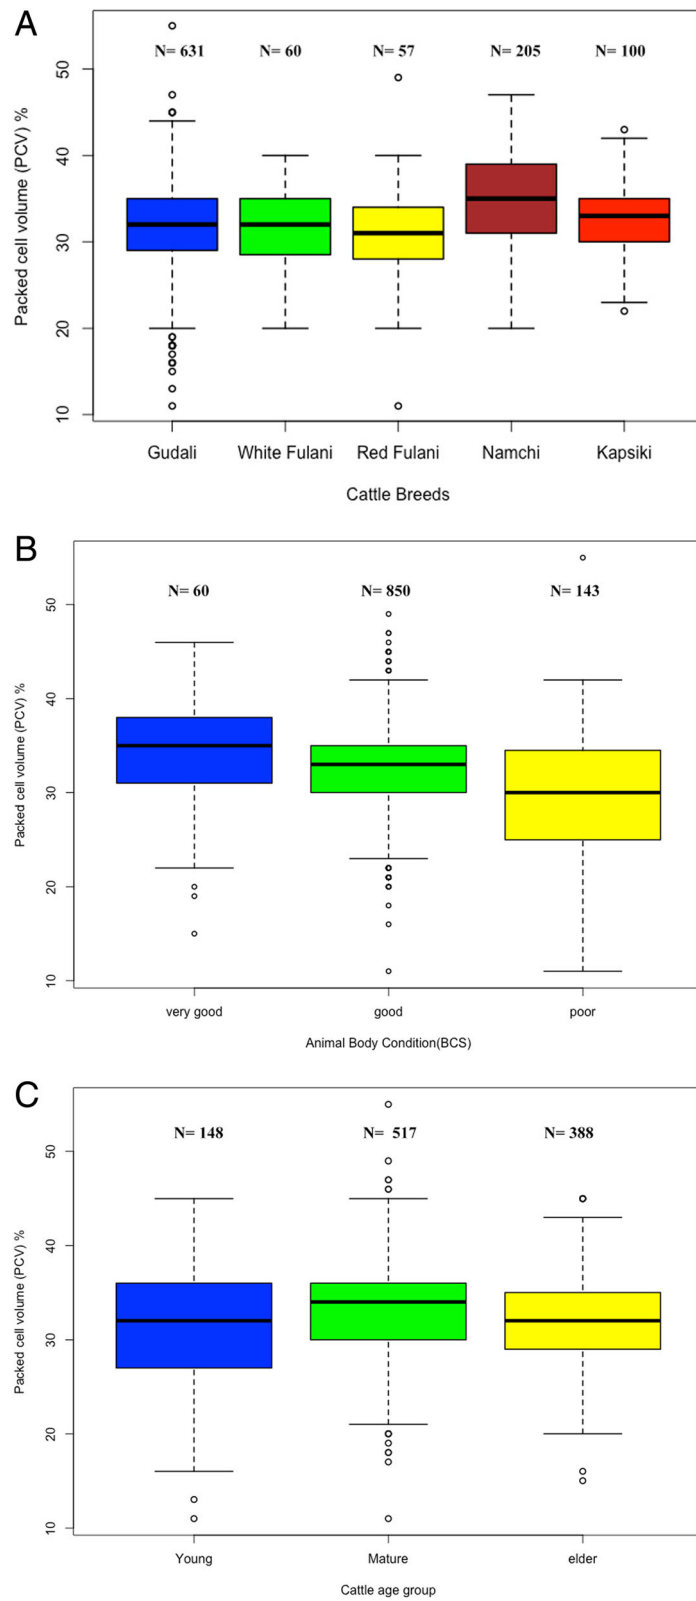 A
N= 631 N= 60 N= 57 N= 205 N= 100
Packed cell volume (PCV) %
50
40
30
20
10
Gudali White Fulani Red Fulani Namchi Kapsiki
Cattle Breeds
B
N= 60 N= 850 N= 143
Packed cell volume (PCV) %
50
40
30
20
10
very good good poor
Animal Body Condition(BCS)
C
N= 148 N= 517 N= 388
Packed cell volume (PCV) %
50
40
30
20
10
Young Mature elder
Cattle age group